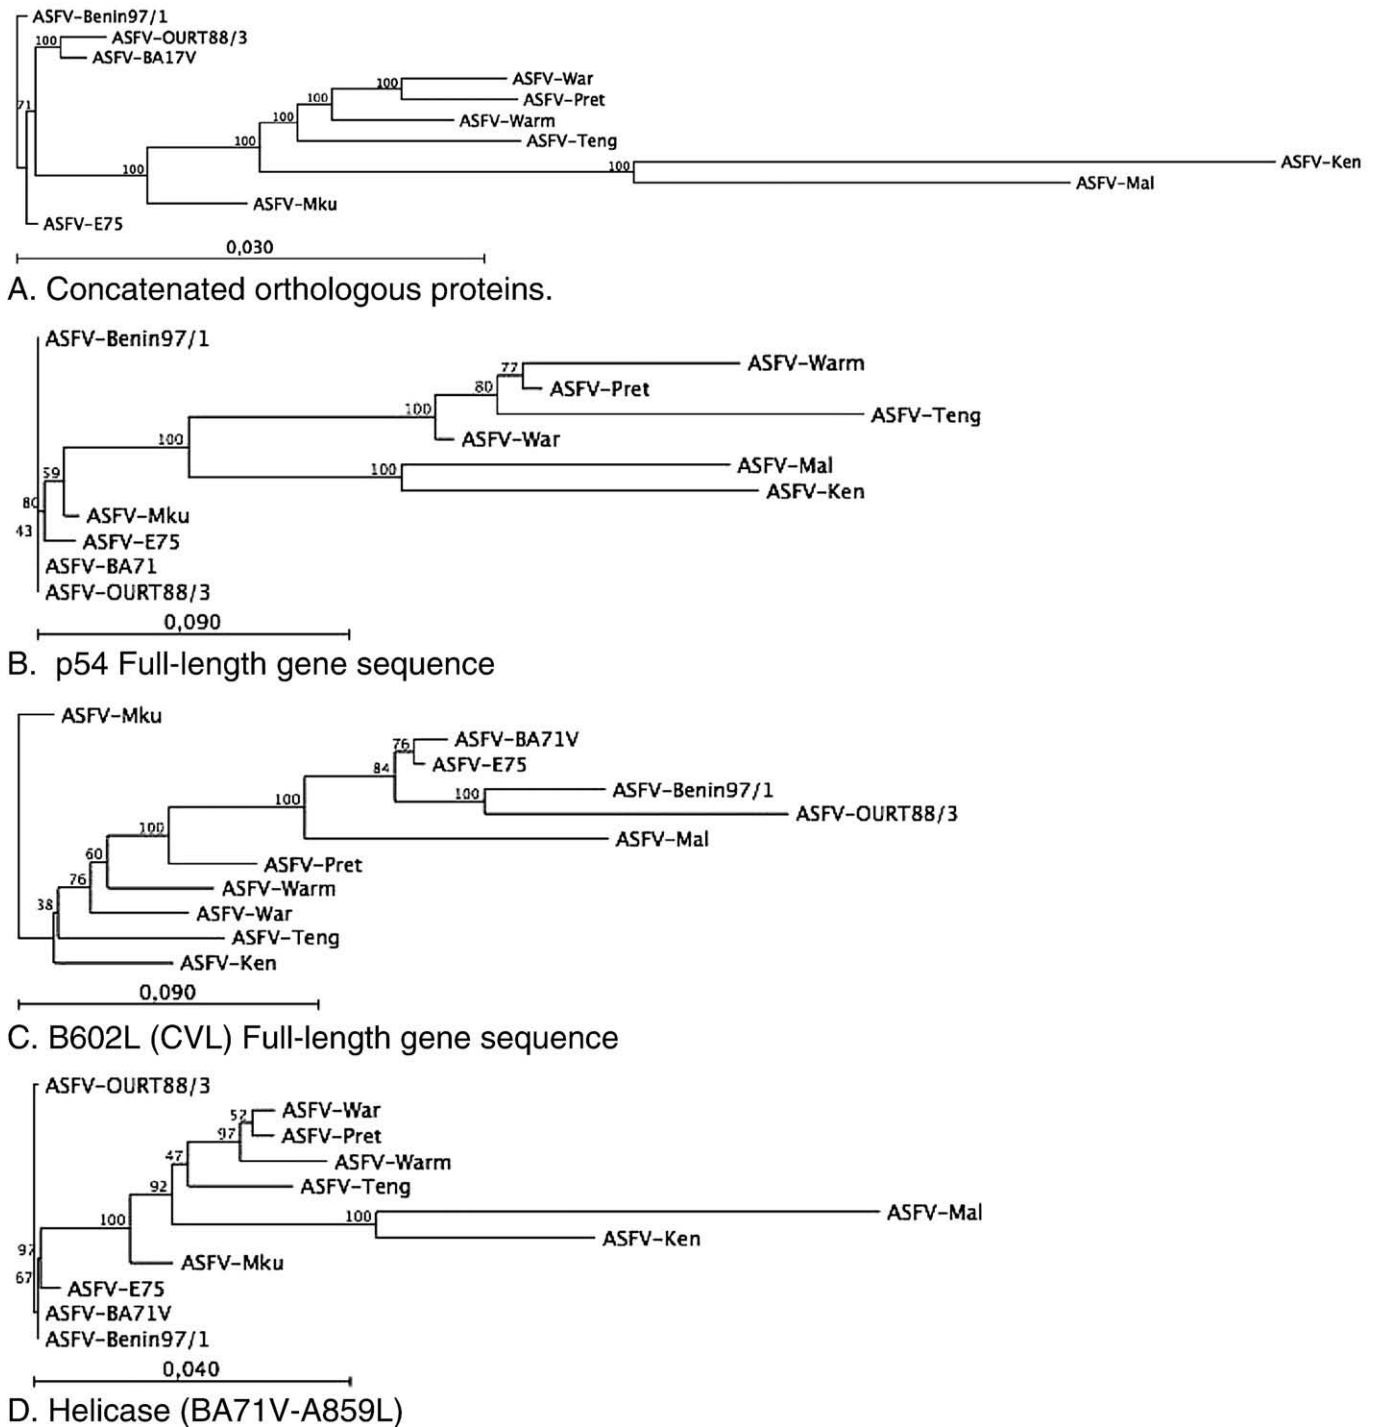 ASFV-Benin97/1
100
ASFV-OURT88/3
ASFV-BA17V
71
100
ASFV-War
ASFV-Pret
100
ASFV-Warm
100
ASFV-Teng
100
100
ASFV-Ken
ASFV-Mal
100
ASFV-Mku
ASFV-E75
0,030
A. Concatenated orthologous proteins.
ASFV-Benin97/1
77
ASFV-Warm
80
ASFV-Pret
100
ASFV-Teng
100
ASFV-War
100
ASFV-Mal
59
ASFV-Ken
80
43
ASFV-Mku
ASFV-E75
ASFV-BA71
ASFV-OURT88/3
0,090
B. p54 Full-length gene sequence
ASFV-Mku
76
ASFV-BA71V
84
ASFV-E75
100
100
ASFV-Benin97/1
ASFV-OURT88/3
100
ASFV-Mal
60
ASFV-Pret
76
ASFV-Warm
38
ASFV-War
ASFV-Teng
ASFV-Ken
0,090
C. B602L (CVL) Full-length gene sequence
ASFV-OURT88/3
52
ASFV-War
97
ASFV-Pret
47
ASFV-Warm
92
ASFV-Teng
100
100
ASFV-Mal
ASFV-Ken
97
67
ASFV-Mku
ASFV-E75
ASFV-BA71V
ASFV-Benin97/1
0,040
D. Helicase (BA71V-A859L)